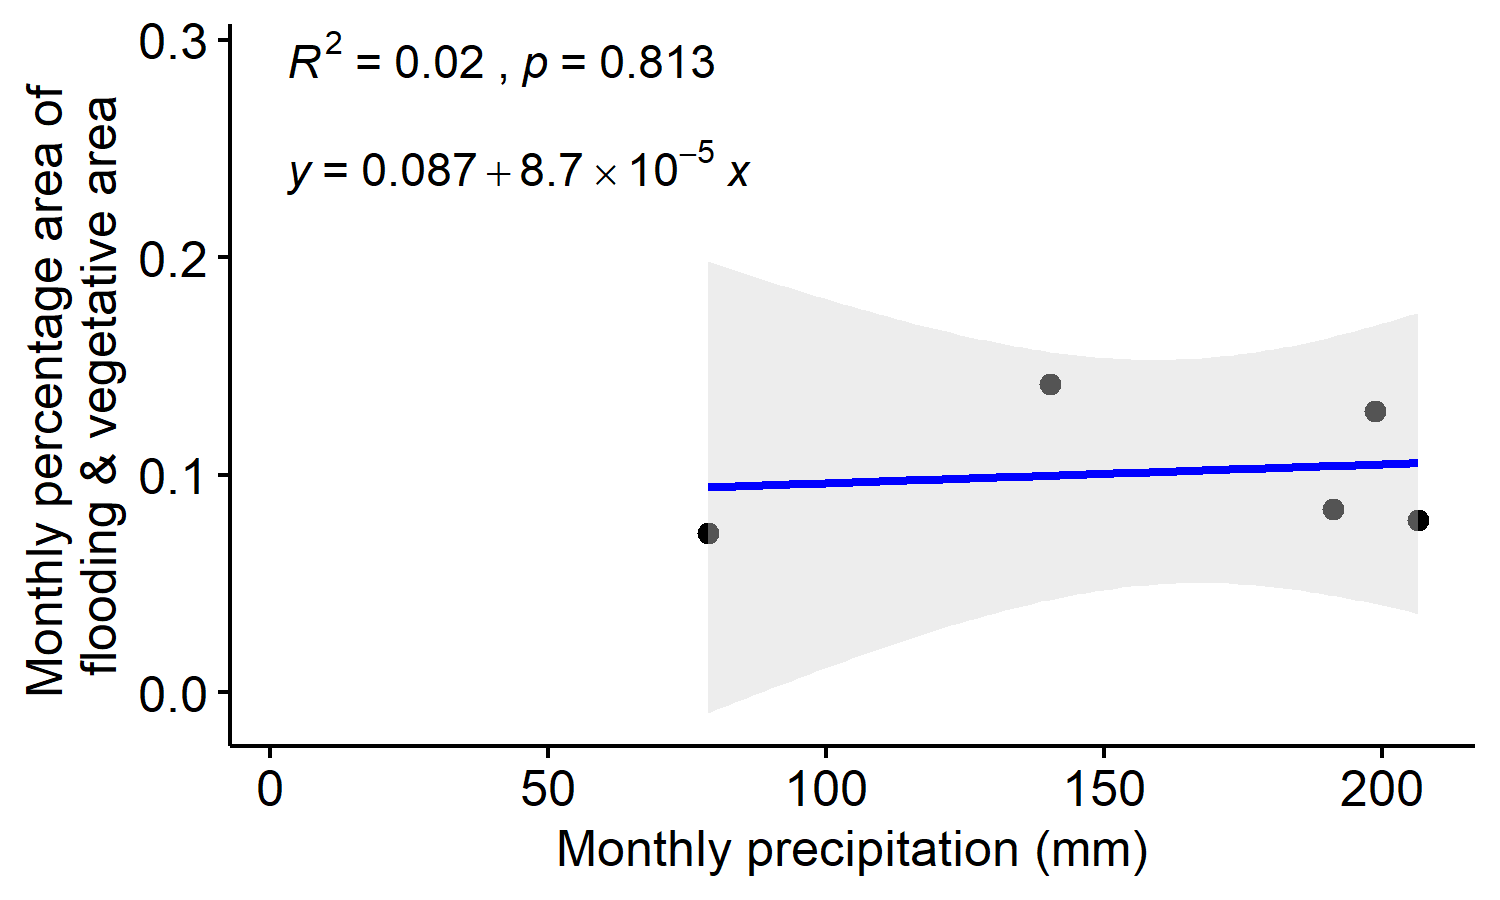 0.3
R² = 0.02 , p = 0.813
y = 0.087 + 8.7 × 10⁻⁵ x
0.2
0.1
0.0
Monthly percentage area of
flooding & vegetative area
0 50 100 150 200
Monthly precipitation (mm)